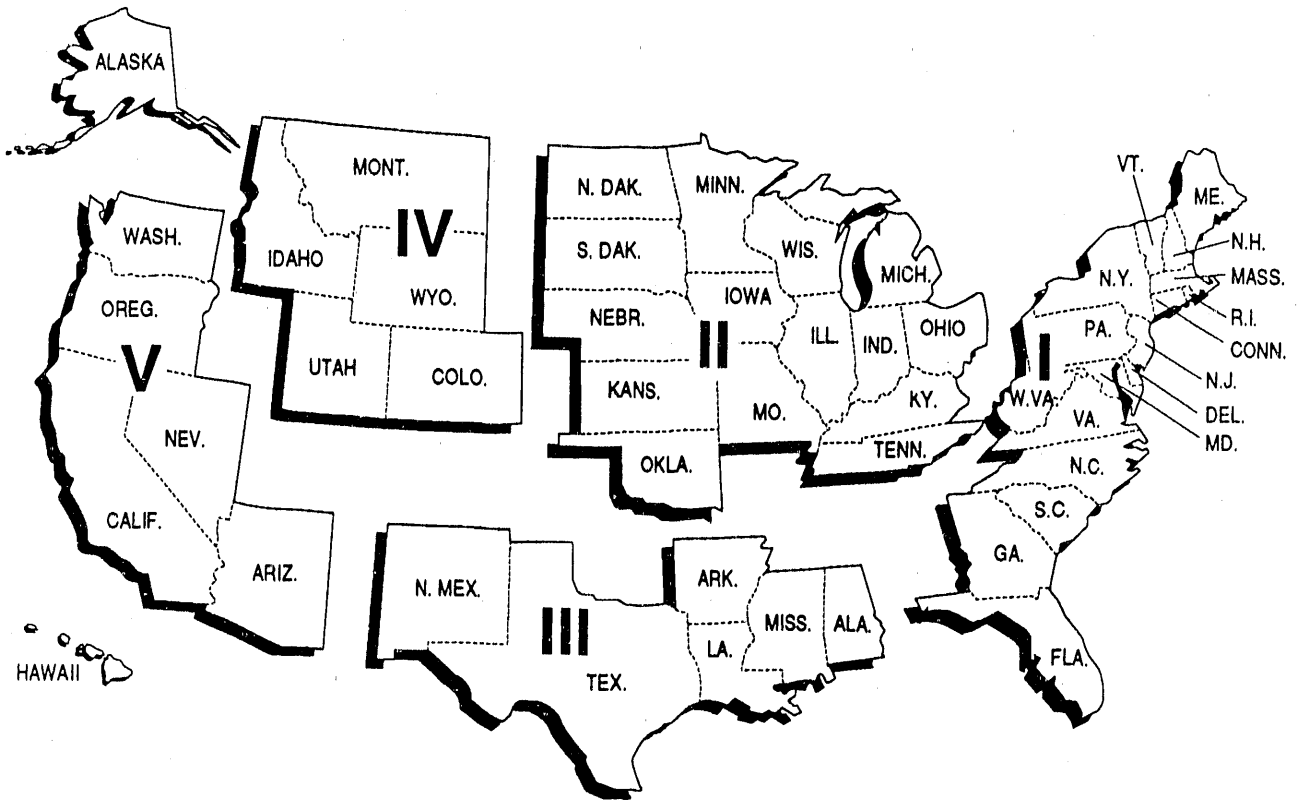 ALASKA
MONT.
IV
IDAHO
WYO.
UTAH
COLO.
WASH.
OREG.
V
NEV.
CALIF.
ARIZ.
HAWAII
N. DAK.
MINN.
S. DAK.
WIS.
MICH.
IOWA
NEBR.
II
ILL.
IND.
OHIO
KANS.
MO.
KY.
OKLA.
TENN.
N. MEX.
III
TEX.
ARK.
LA.
MISS.
ALA.
VT.
ME.
N.H.
MASS.
N.Y.
R.I.
CONN.
PA.
I
N.J.
W.VA.
DEL.
VA.
MD.
N.C.
S.C.
GA.
FLA.